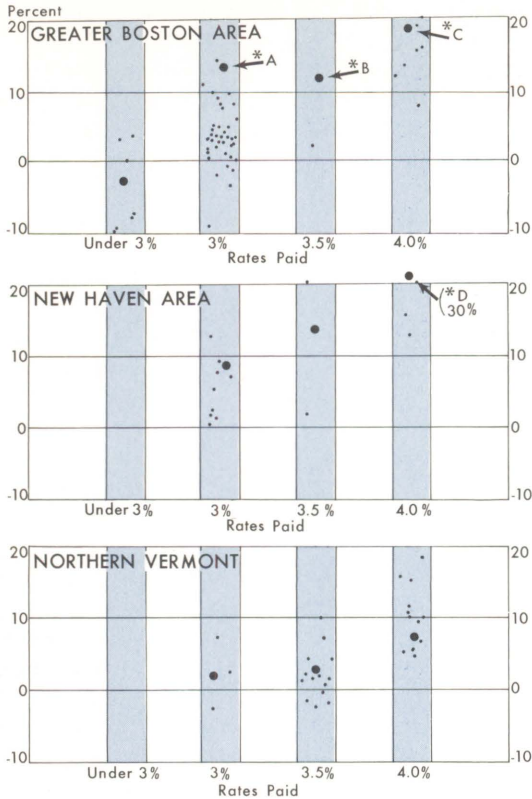 Percent
20 GREATER BOSTON AREA 20
*A
*B
*C
10 10
0 0
-10 -10
Under 3% 3% 3.5% 4.0%
Rates Paid
20 NEW HAVEN AREA 20
(*D
30%
10 10
0 0
-10 -10
Under 3% 3% 3.5% 4.0%
Rates Paid
20 NORTHERN VERMONT 20
10 10
0 0
-10 -10
Under 3% 3% 3.5% 4.0%
Rates Paid